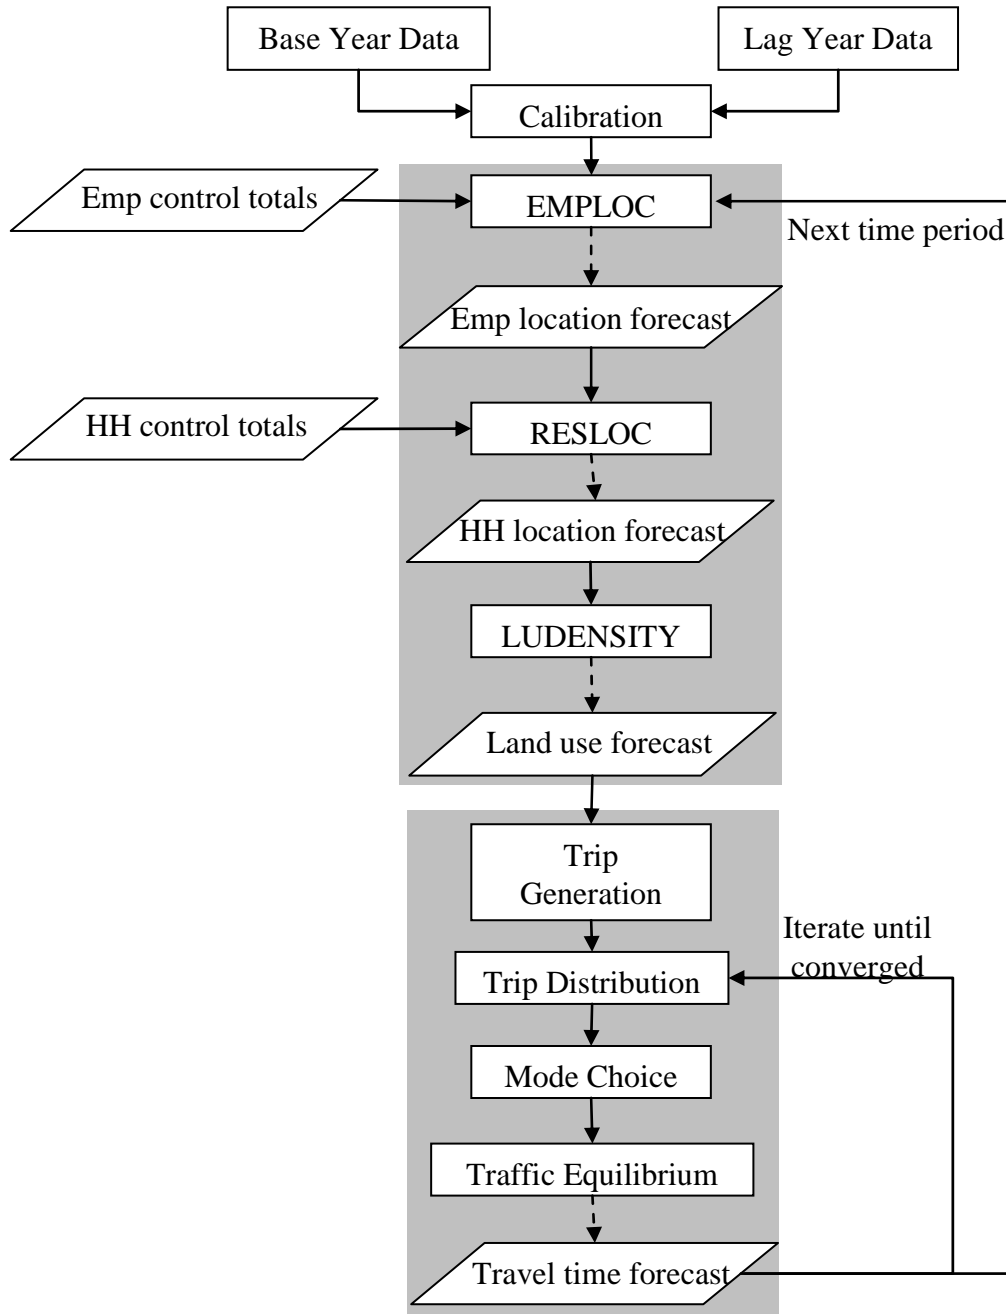 Base Year Data
Lag Year Data
Calibration
Emp control totals
EMPLOC
Next time period
Emp location forecast
HH control totals
RESLOC
HH location forecast
LUDENSITY
Land use forecast
Trip
Generation
Iterate until
converged
Trip Distribution
Mode Choice
Traffic Equilibrium
Travel time forecast